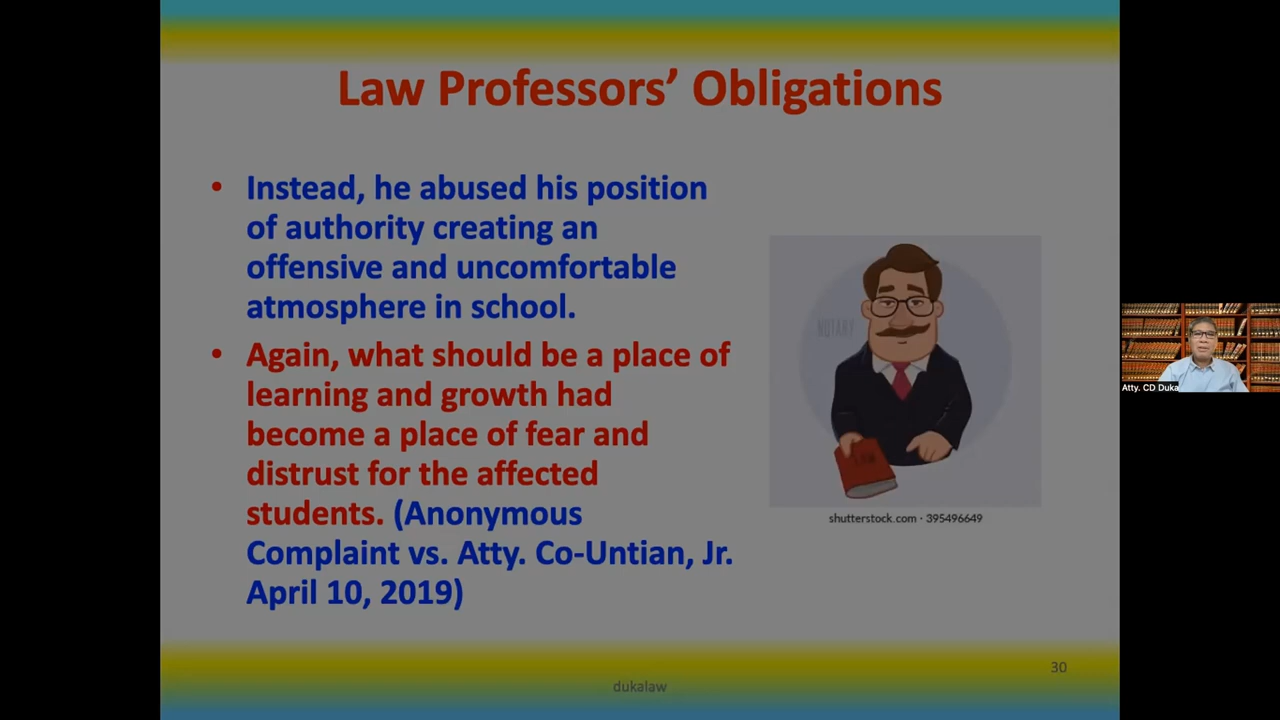 Law Professors’ Obligations
• Instead, he abused his position
of authority creating an
offensive and uncomfortable
atmosphere in school.
• Again, what should be a place of
learning and growth had
become a place of fear and
distrust for the affected
students. (Anonymous
Complaint vs. Atty. Co-Untian, Jr.
April 10, 2019)
NOTARY
LAW
shutterstock.com · 395496649
Atty. CD Duka
30
dukalaw